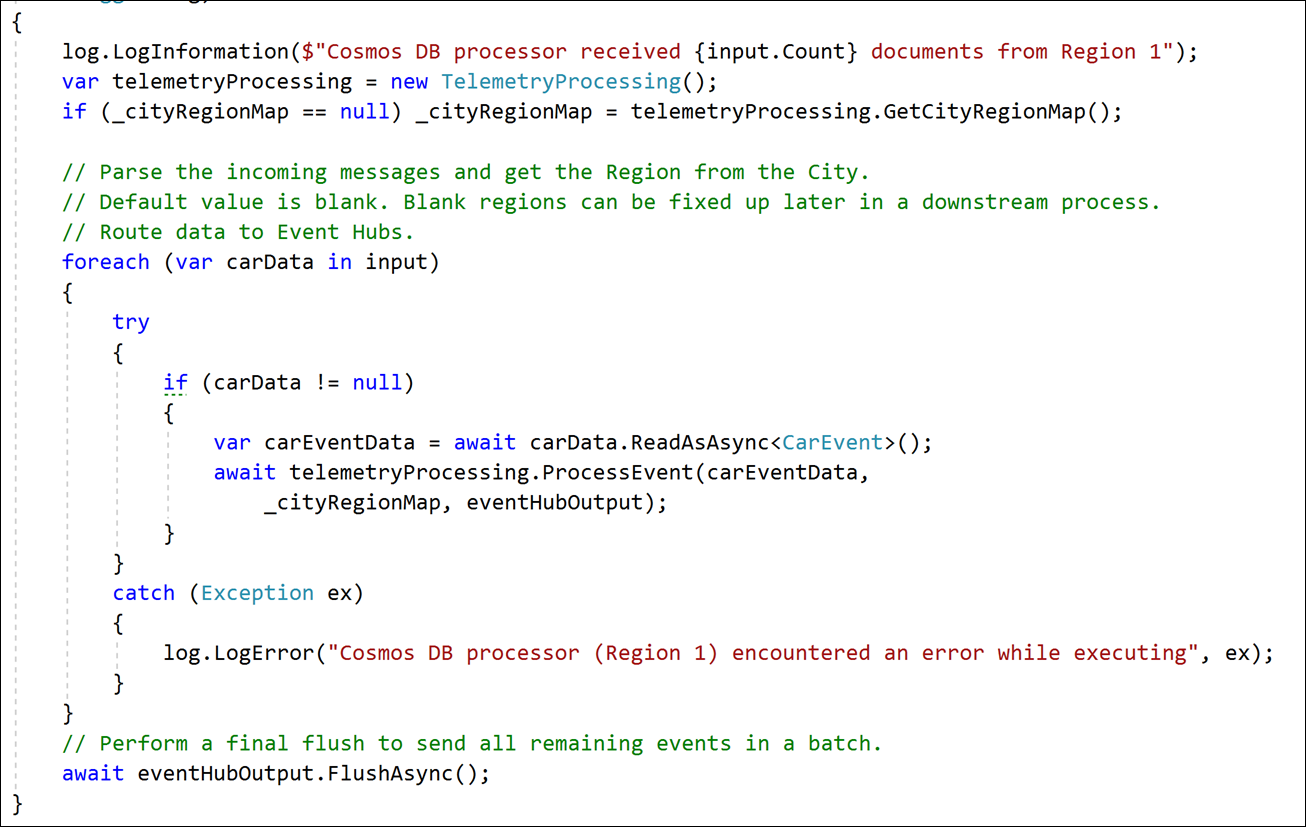 {
log.LogInformation($"Cosmos DB processor received {input.Count} documents from Region 1");
var telemetryProcessing = new TelemetryProcessing();
if (_cityRegionMap == null) _cityRegionMap = telemetryProcessing.GetCityRegionMap();
// Parse the incoming messages and get the Region from the City.
// Default value is blank. Blank regions can be fixed up later in a downstream process.
// Route data to Event Hubs.
foreach (var carData in input)
{
try
{
if (carData != null)
{
var carEventData = await carData.ReadAsAsync<CarEvent>();
await telemetryProcessing.ProcessEvent(carEventData,
_cityRegionMap, eventHubOutput);
}
}
catch (Exception ex)
{
log.LogError("Cosmos DB processor (Region 1) encountered an error while executing", ex);
}
}
// Perform a final flush to send all remaining events in a batch.
await eventHubOutput.FlushAsync();
}